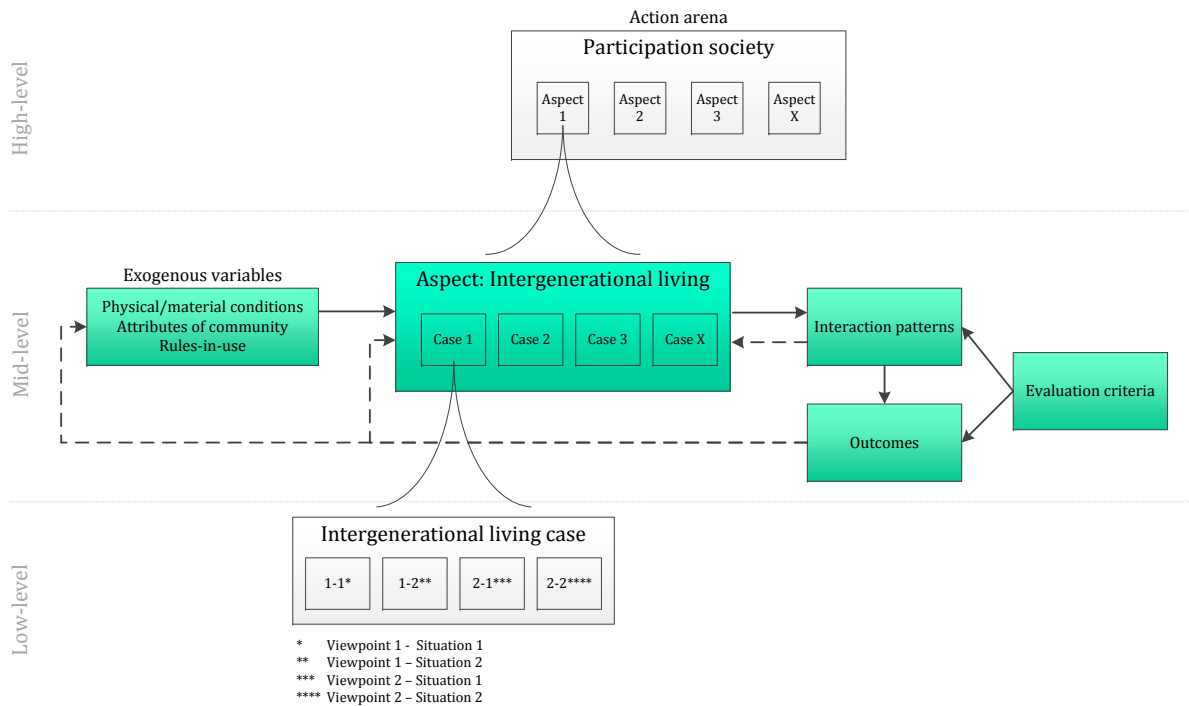 Action arena
High-level
Participation society
Aspect
1
Aspect
2
Aspect
3
Aspect
X
Mid-level
Exogenous variables
Physical/material conditions
Attributes of community
Rules-in-use
Aspect: Intergenerational living
Case 1
Case 2
Case 3
Case X
Interaction patterns
Outcomes
Evaluation criteria
Low-level
Intergenerational living case
1-1*
1-2**
2-1***
2-2****
* Viewpoint 1 - Situation 1
** Viewpoint 1 – Situation 2
*** Viewpoint 2 – Situation 1
**** Viewpoint 2 – Situation 2